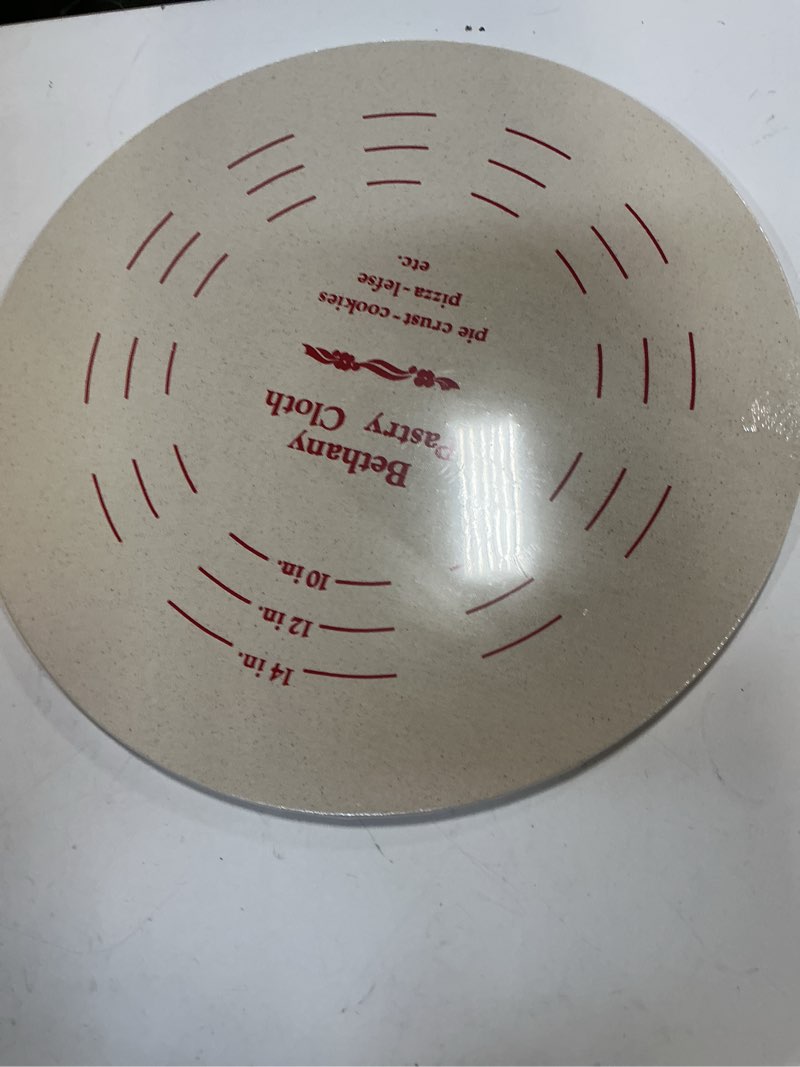 14 in.
12 in.
10 in.
Bethany
Pastry Cloth
pie crust - cookies
pizza - lefse
etc.